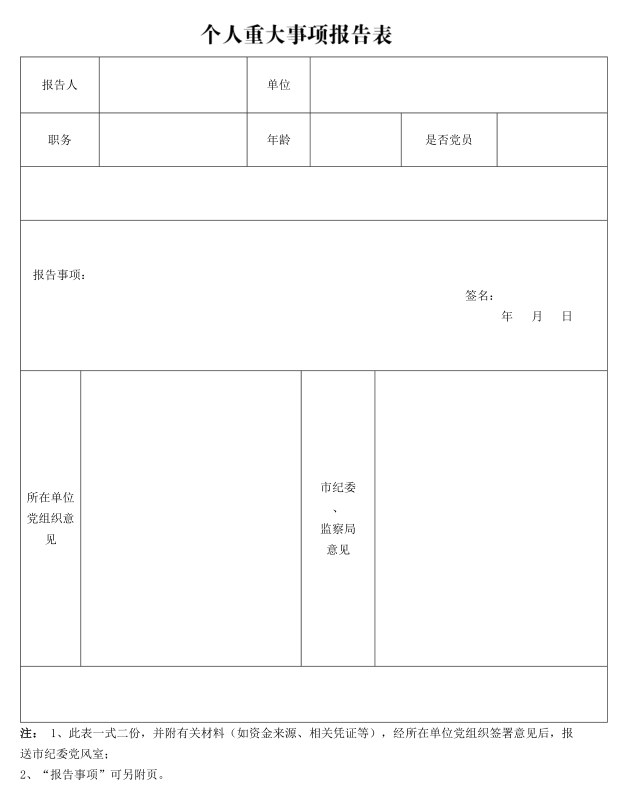 个人重大事项报告表
报告人 单位
职务 年龄 是否党员
报告事项:
签名:
年 月 日
所在单位
党组织意
见
市纪委
、
监察局
意见
注： 1、此表一式二份，并附有关材料（如资金来源、相关凭证等），经所在单位党组织签署意见后，报
送市纪委党风室；
2、“报告事项”可另附页。